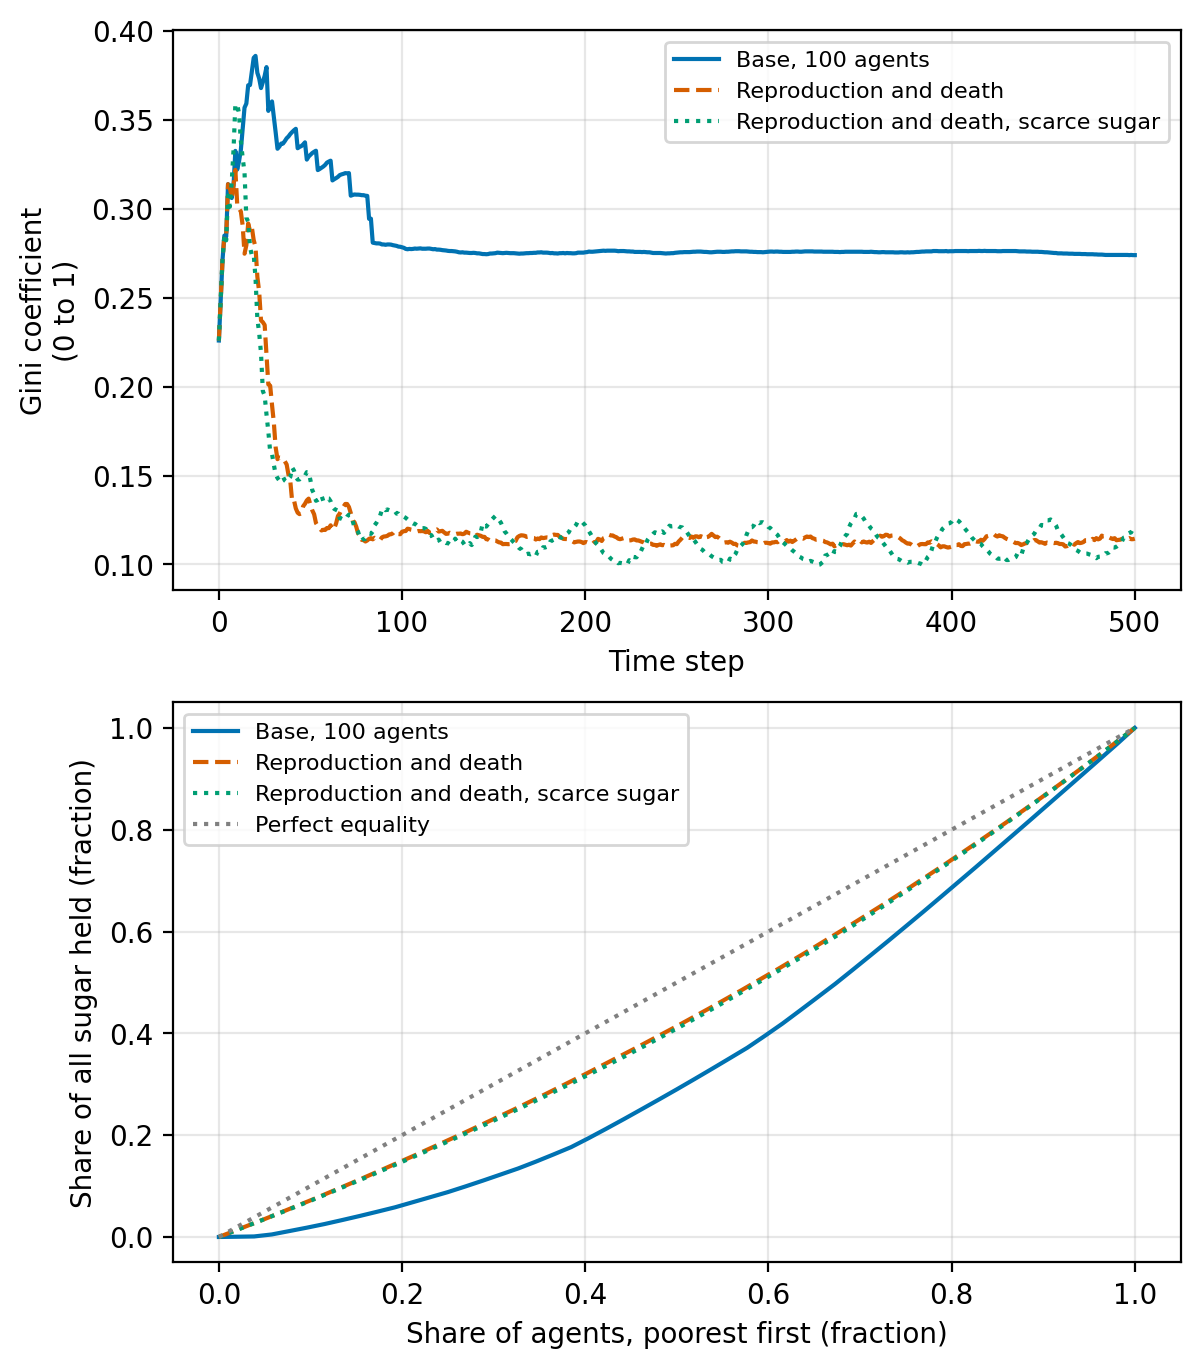 0.40
0.35
0.30
0.25
0.20
0.15
0.10
Gini coefficient
(0 to 1)
Base, 100 agents
Reproduction and death
Reproduction and death, scarce sugar
0 100 200 300 400 500
Time step
1.0
0.8
0.6
0.4
0.2
0.0
Share of all sugar held (fraction)
Base, 100 agents
Reproduction and death
Reproduction and death, scarce sugar
Perfect equality
0.0 0.2 0.4 0.6 0.8 1.0
Share of agents, poorest first (fraction)